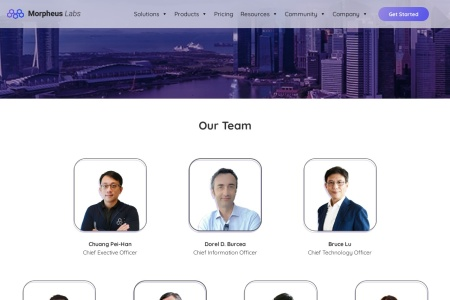 Morpheus Labs
Solutions
Products
Pricing
Resources
Community
Company
Get Started
Our Team
Chuang Pei-Han
Chief Exective Officer
Dorel D. Burcea
Chief Information Officer
Bruce Lu
Chief Technology Officer